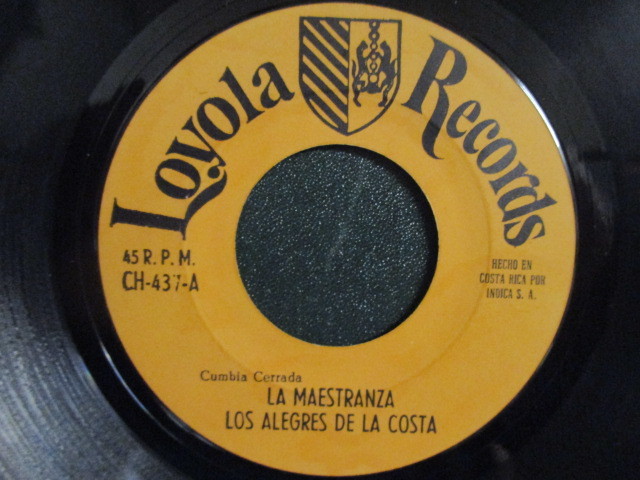 Loyola Records
45 R. P. M.
CH-437-A
HECHO EN
COSTA RICA POR
INDICA S. A.
Cumbia Cerrada
LA MAESTRANZA
LOS ALEGRES DE LA COSTA